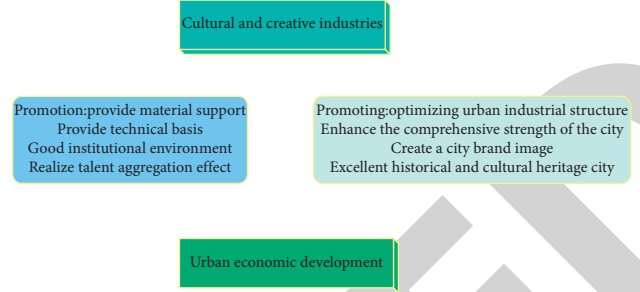 Cultural and creative industries
Promotion:provide material support
Provide technical basis
Good institutional environment
Realize talent aggregation effect
Promoting:optimizing urban industrial structure
Enhance the comprehensive strength of the city
Create a city brand image
Excellent historical and cultural heritage city
Urban economic development